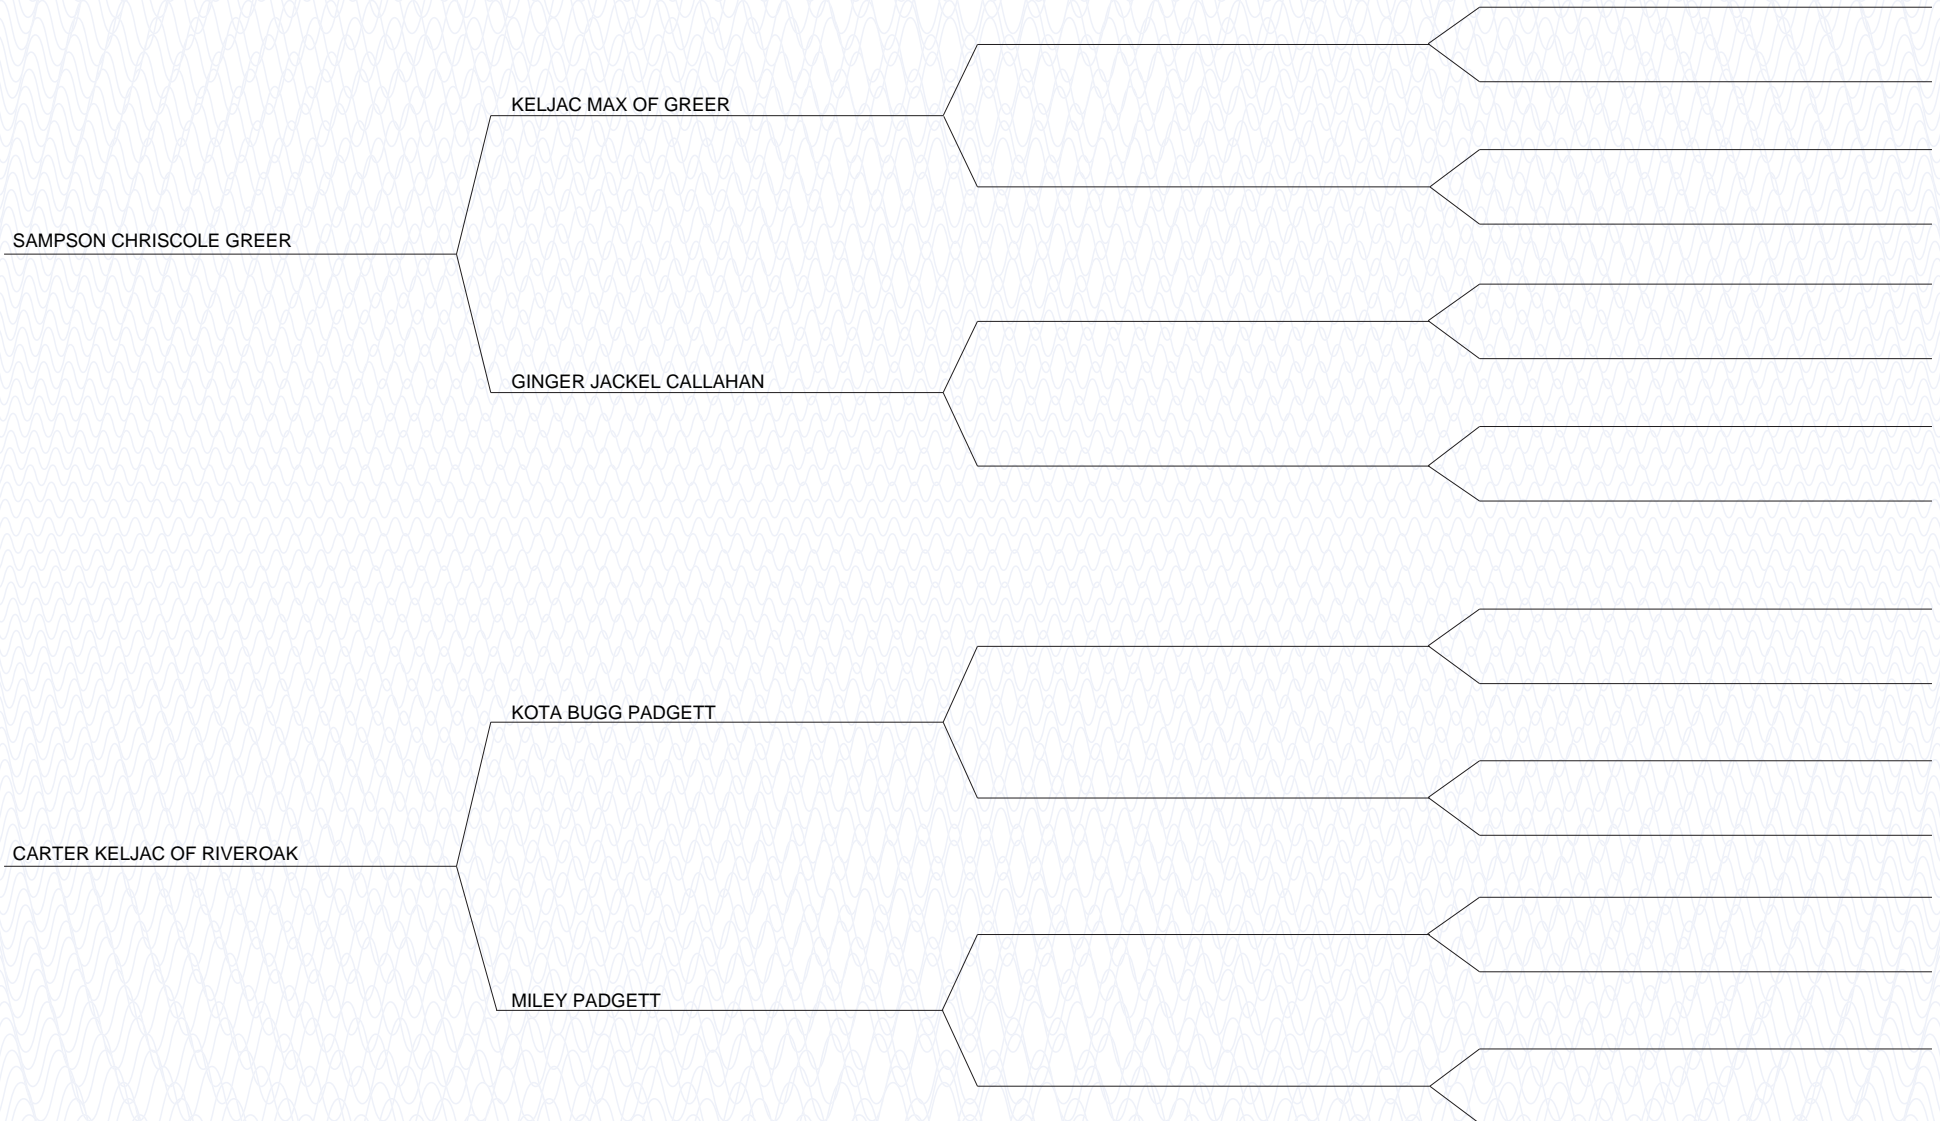 KELJAC MAX OF GREER
SAMPSON CHRISCOLE GREER
GINGER JACKEL CALLAHAN
KOTA BUGG PADGETT
CARTER KELJAC OF RIVEROAK
MILEY PADGETT